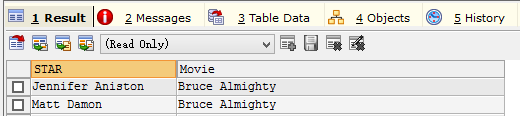 1 Result 2 Messages 3 Table Data 4 Objects 5 History
(Read Only)
STAR Movie
Jennifer Aniston Bruce Almighty
Matt Damon Bruce Almighty